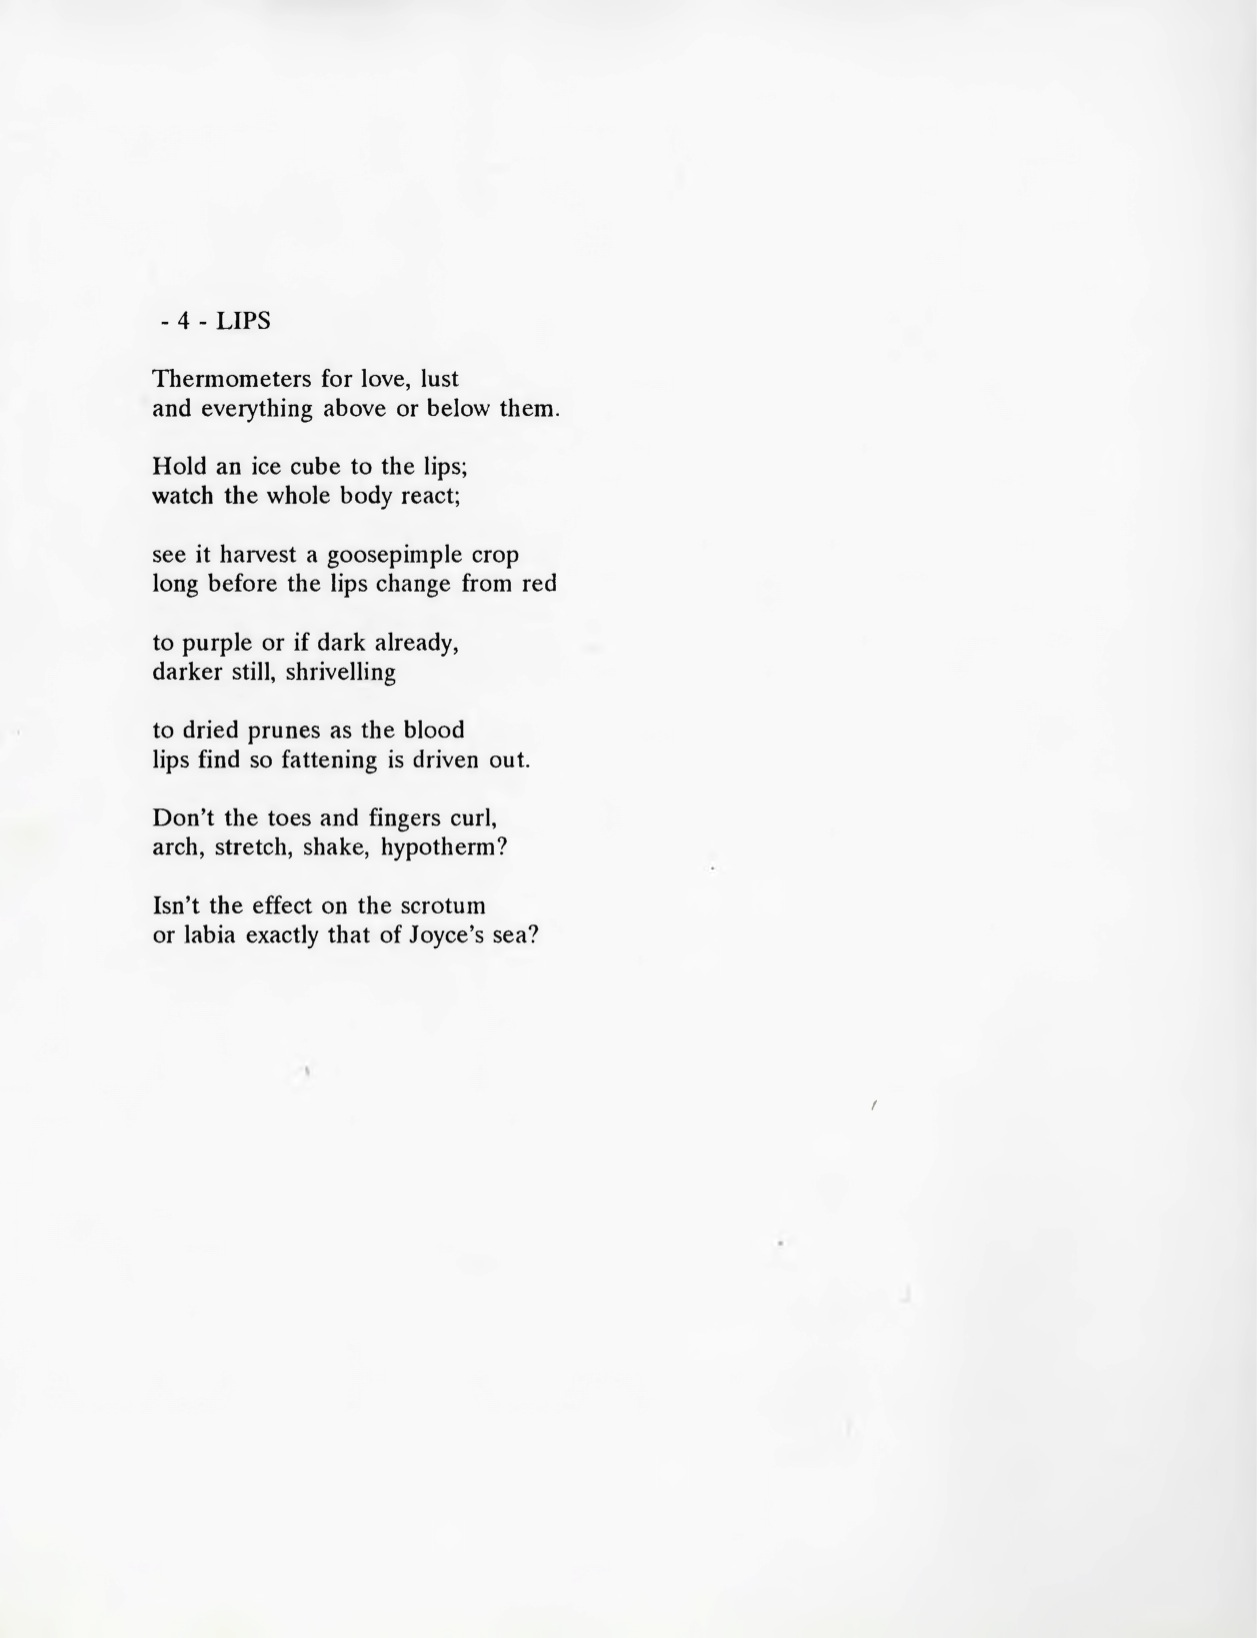 - 4 - LIPS
Thermometers for love, lust
and everything above or below them.
Hold an ice cube to the lips;
watch the whole body react;
see it harvest a goosepimple crop
long before the lips change from red
to purple or if dark already,
darker still, shrivelling
to dried prunes as the blood
lips find so fattening is driven out.
Don't the toes and fingers curl,
arch, stretch, shake, hypotherm?
Isn't the effect on the scrotum
or labia exactly that of Joyce's sea?